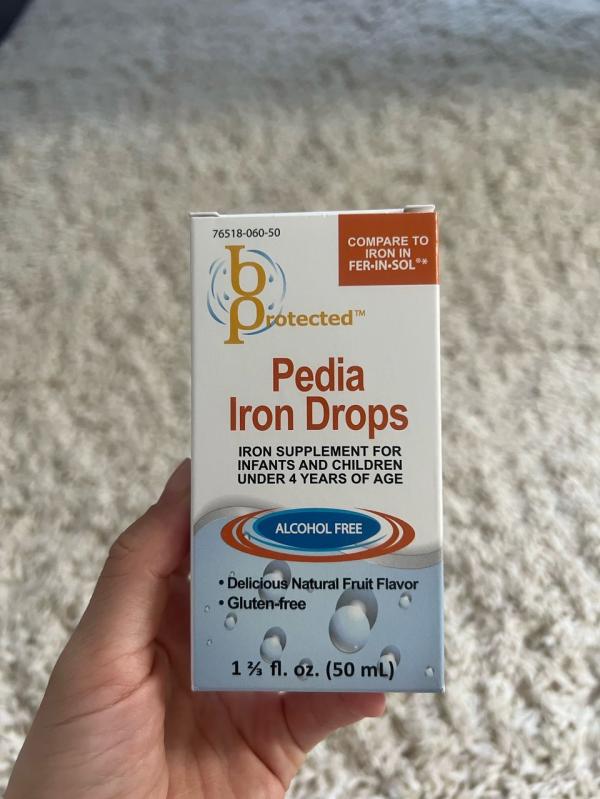 76518-060-50
COMPARE TO
IRON IN
FER-IN-SOL®*
bprotected™
Pedia
Iron Drops
IRON SUPPLEMENT FOR
INFANTS AND CHILDREN
UNDER 4 YEARS OF AGE
ALCOHOL FREE
• Delicious Natural Fruit Flavor
• Gluten-free
1 ⅔ fl. oz. (50 mL)